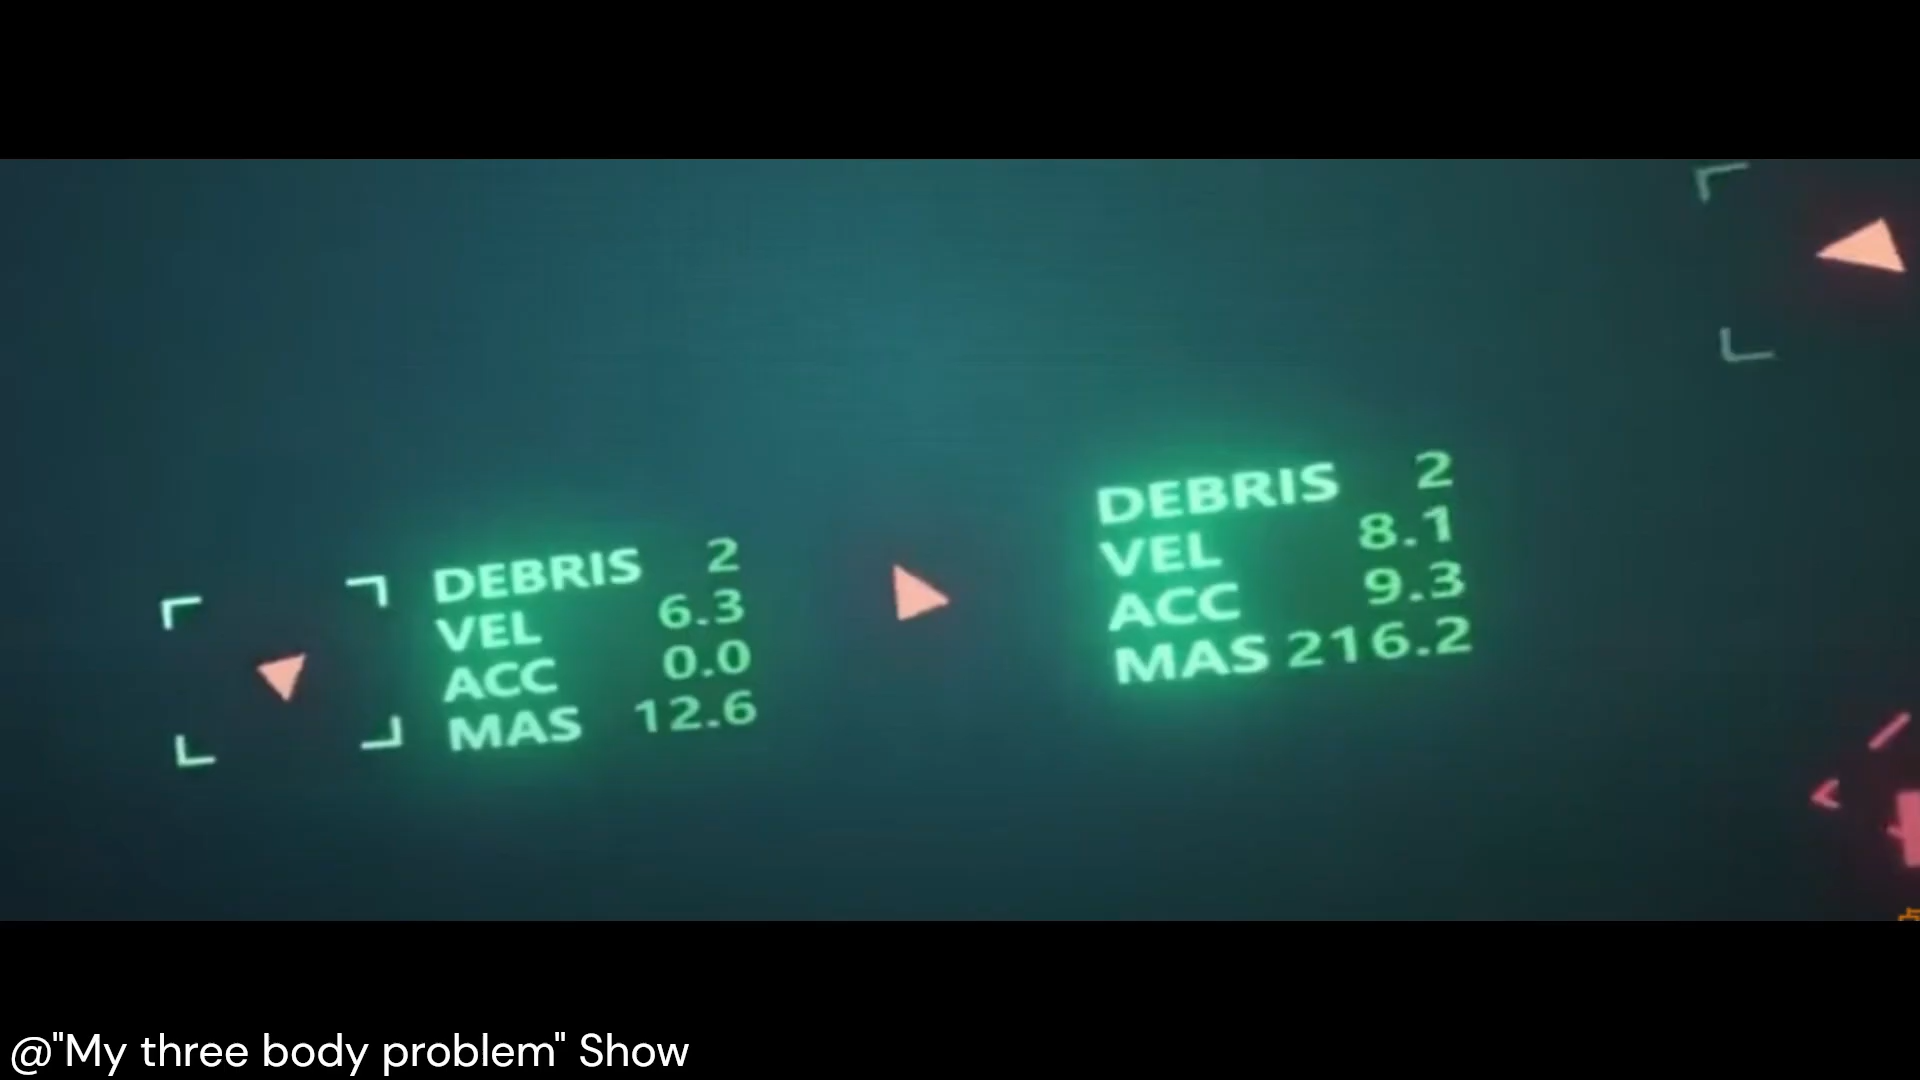 DEBRIS 2
VEL 6.3
ACC 0.0
MAS 12.6
DEBRIS 2
VEL 8.1
ACC 9.3
MAS 216.2
@"My three body problem" Show